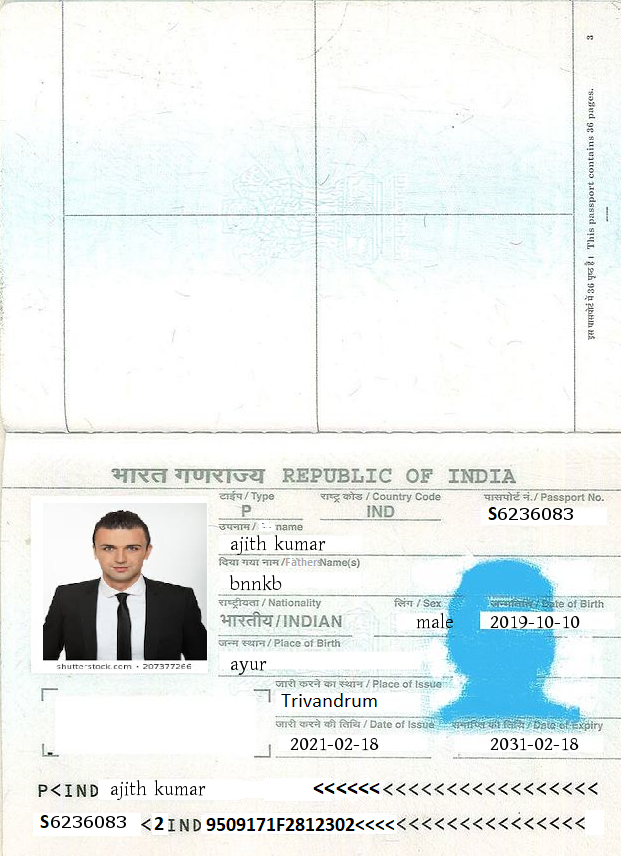 3
इस पासपोर्ट में 36 पृष्ठ हैं। This passport contains 36 pages.
भारत गणराज्य REPUBLIC OF INDIA
टाईप / Type राष्ट्र कोड / Country Code पासपोर्ट नं. / Passport No.
P IND S6236083
उपनाम / name
ajith kumar
दिया गया नाम /FathersName(s)
bnnkb
राष्ट्रीयता / Nationality लिंग / Sex जन्मतिथि / Date of Birth
भारतीय / INDIAN male 2019-10-10
जन्म स्थान / Place of Birth
ayur
shutterstock.com • 207377266
जारी करने का स्थान / Place of Issue
Trivandrum
जारी करने की तिथि / Date of Issue समाप्ति की तिथि / Date of Expiry
2021-02-18 2031-02-18
P<IND ajith kumar <<<<<<<<<<<<<<<<<<<<<<<
S6236083 <2IND9509171F2812302<<<<<<<<<<<<<<<<<<